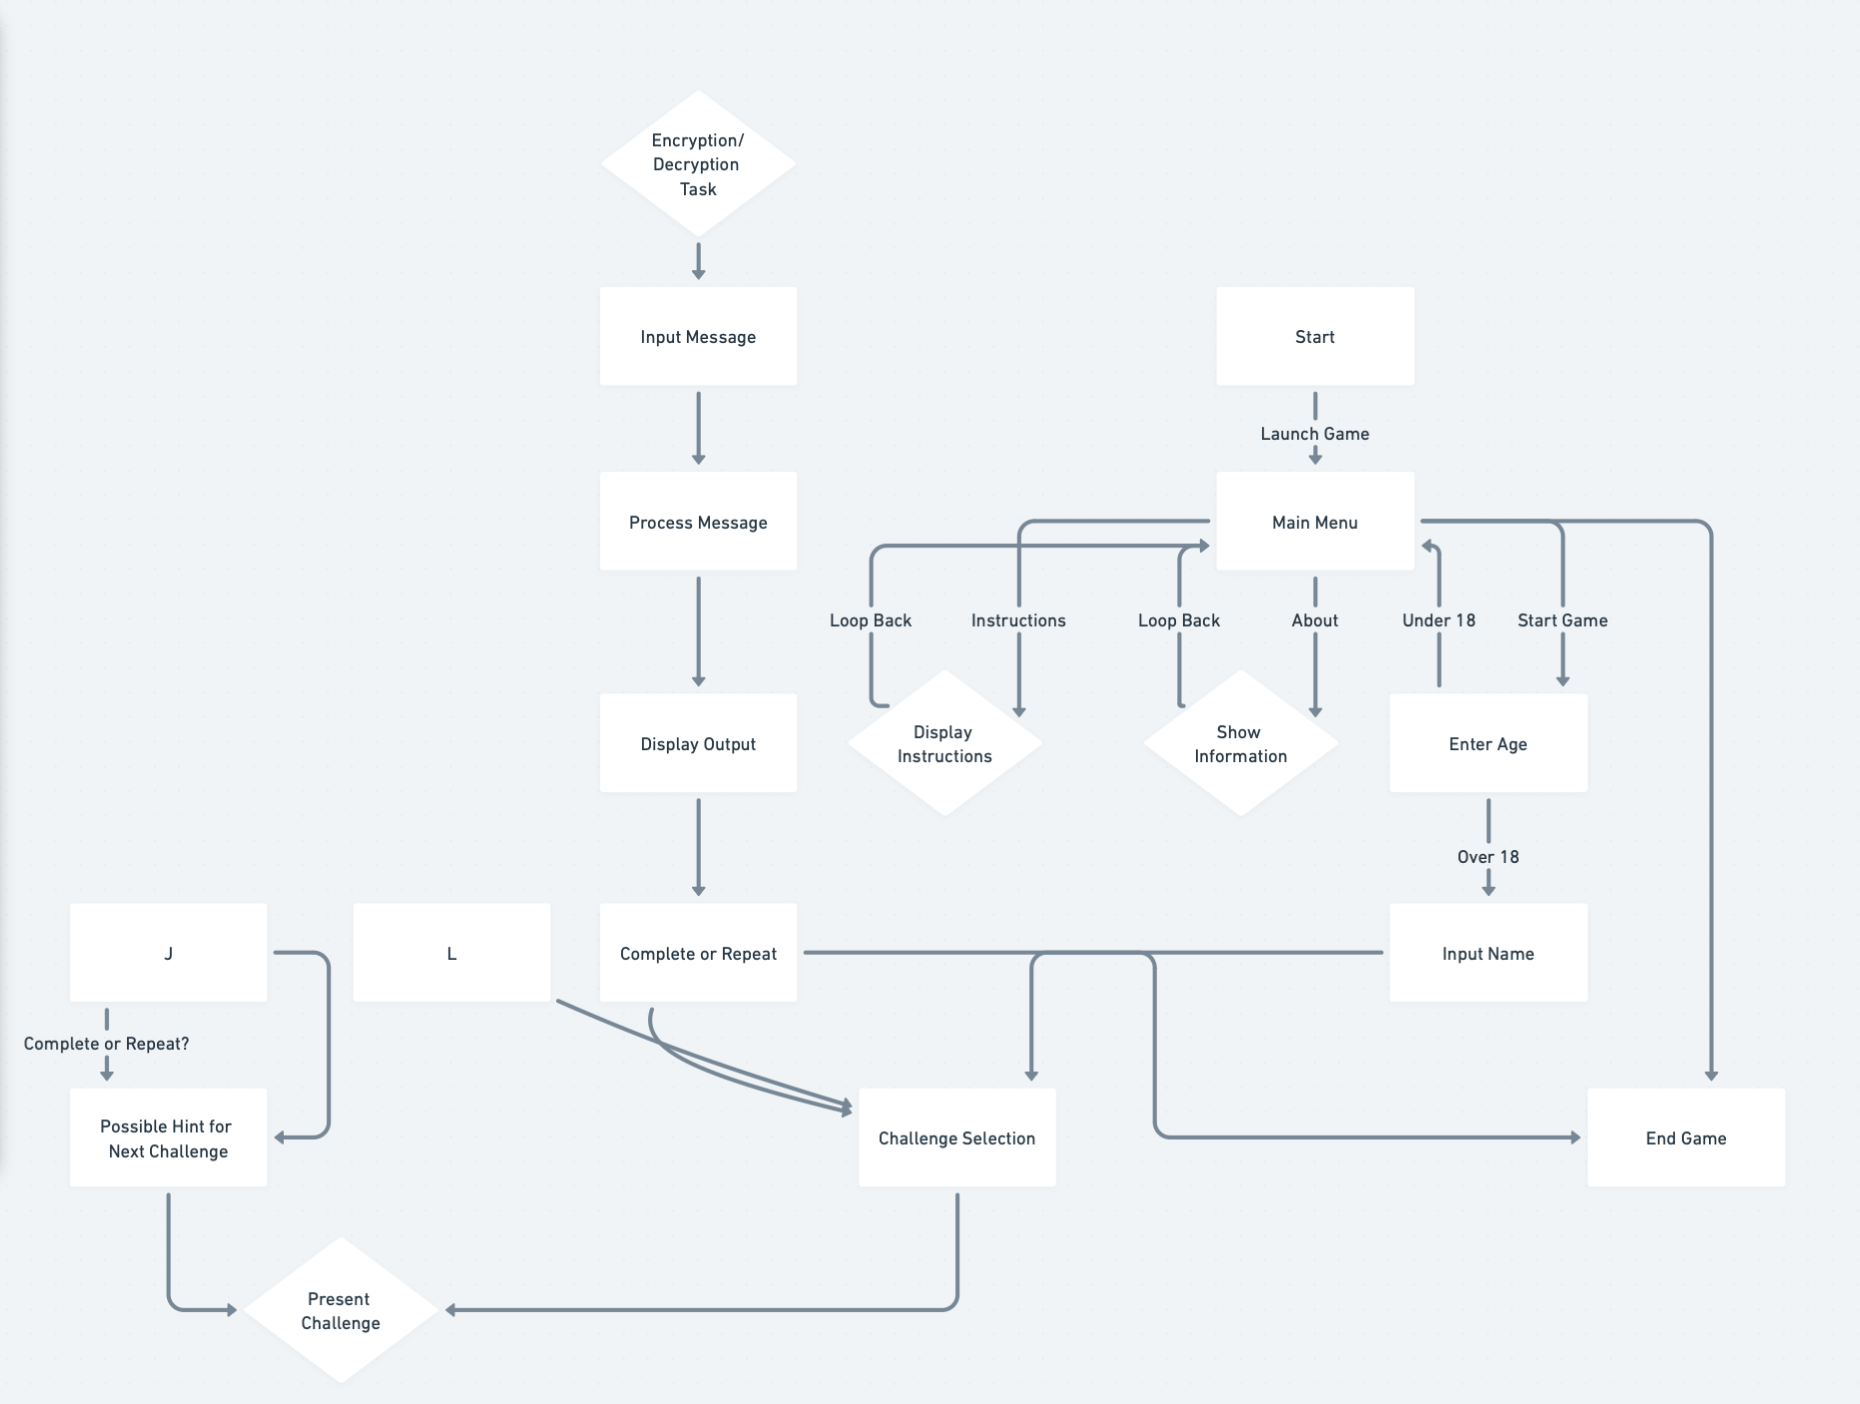 Encryption/
Decryption
Task
Input Message
Start
Launch Game
Process Message
Main Menu
Loop Back
Instructions
Loop Back
About
Under 18
Start Game
Display Output
Display
Instructions
Show
Information
Enter Age
Over 18
J
L
Complete or Repeat
Input Name
Complete or Repeat?
Possible Hint for
Next Challenge
Challenge Selection
End Game
Present
Challenge